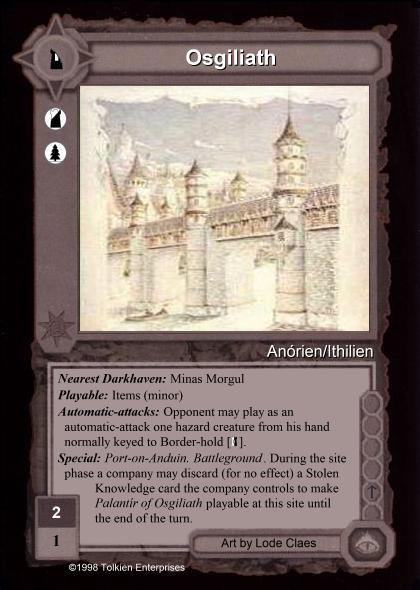 Osgiliath
Anórien/Ithilien
Nearest Darkhaven: Minas Morgul
Playable: Items (minor)
Automatic-attacks: Opponent may play as an
automatic-attack one hazard creature from his hand
normally keyed to Border-hold [ ].
Special: Port-on-Anduin. Battleground. During the site
phase a company may discard (for no effect) a Stolen
Knowledge card the company controls to make
Palantír of Osgiliath playable at this site until
the end of the turn.
2
1
Art by Lode Claes
©1998 Tolkien Enterprises